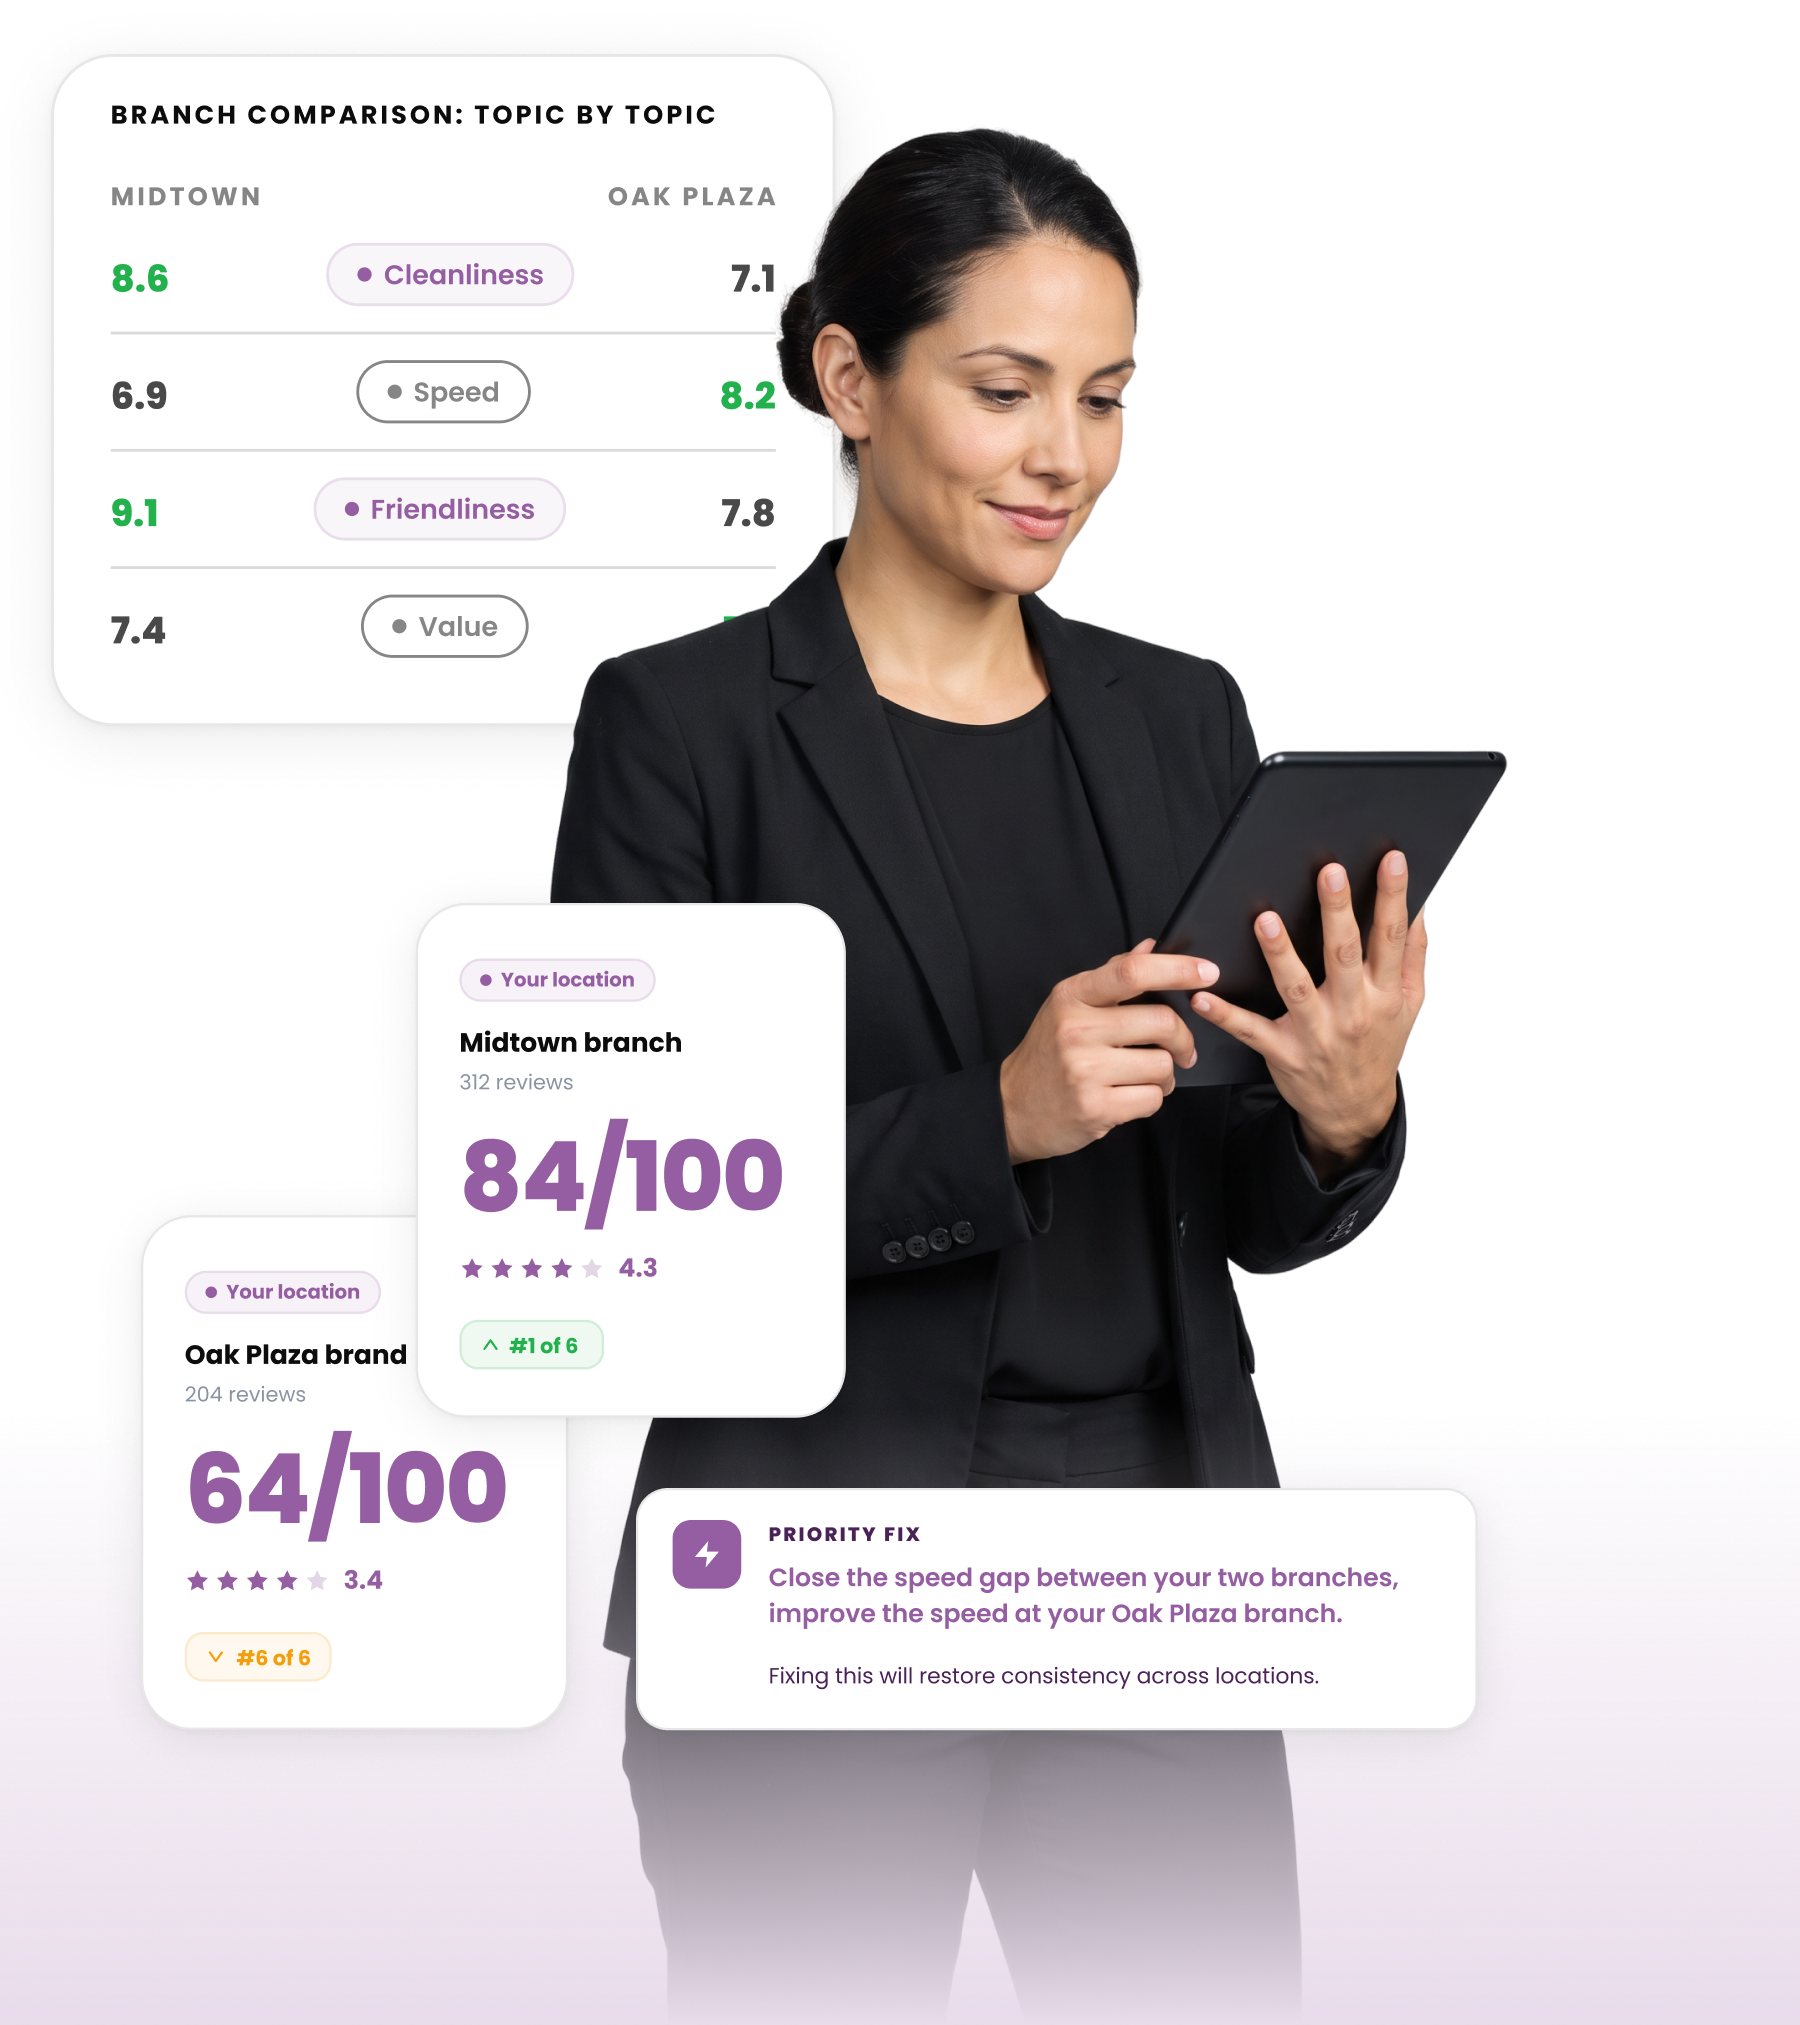 BRANCH COMPARISON: TOPIC BY TOPIC
MIDTOWN OAK PLAZA
8.6 Cleanliness 7.1
6.9 Speed 8.2
9.1 Friendliness 7.8
7.4 Value
Your location
Midtown branch
312 reviews
84/100
4.3
#1 of 6
Your location
Oak Plaza brand
204 reviews
64/100
3.4
#6 of 6
PRIORITY FIX
Close the speed gap between your two branches,
improve the speed at your Oak Plaza branch.
Fixing this will restore consistency across locations.